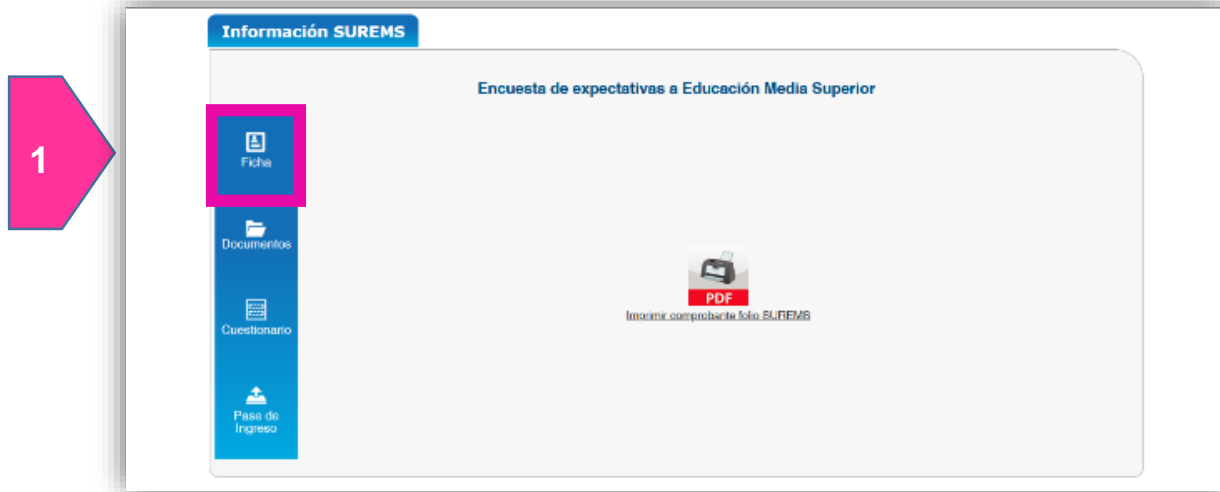 Información SUREMS
Encuesta de expectativas a Educación Media Superior
1
Ficha
Documentos
Cuestionario
Pase de
Ingreso
PDF
Imprimir comprobante folio SUREMS